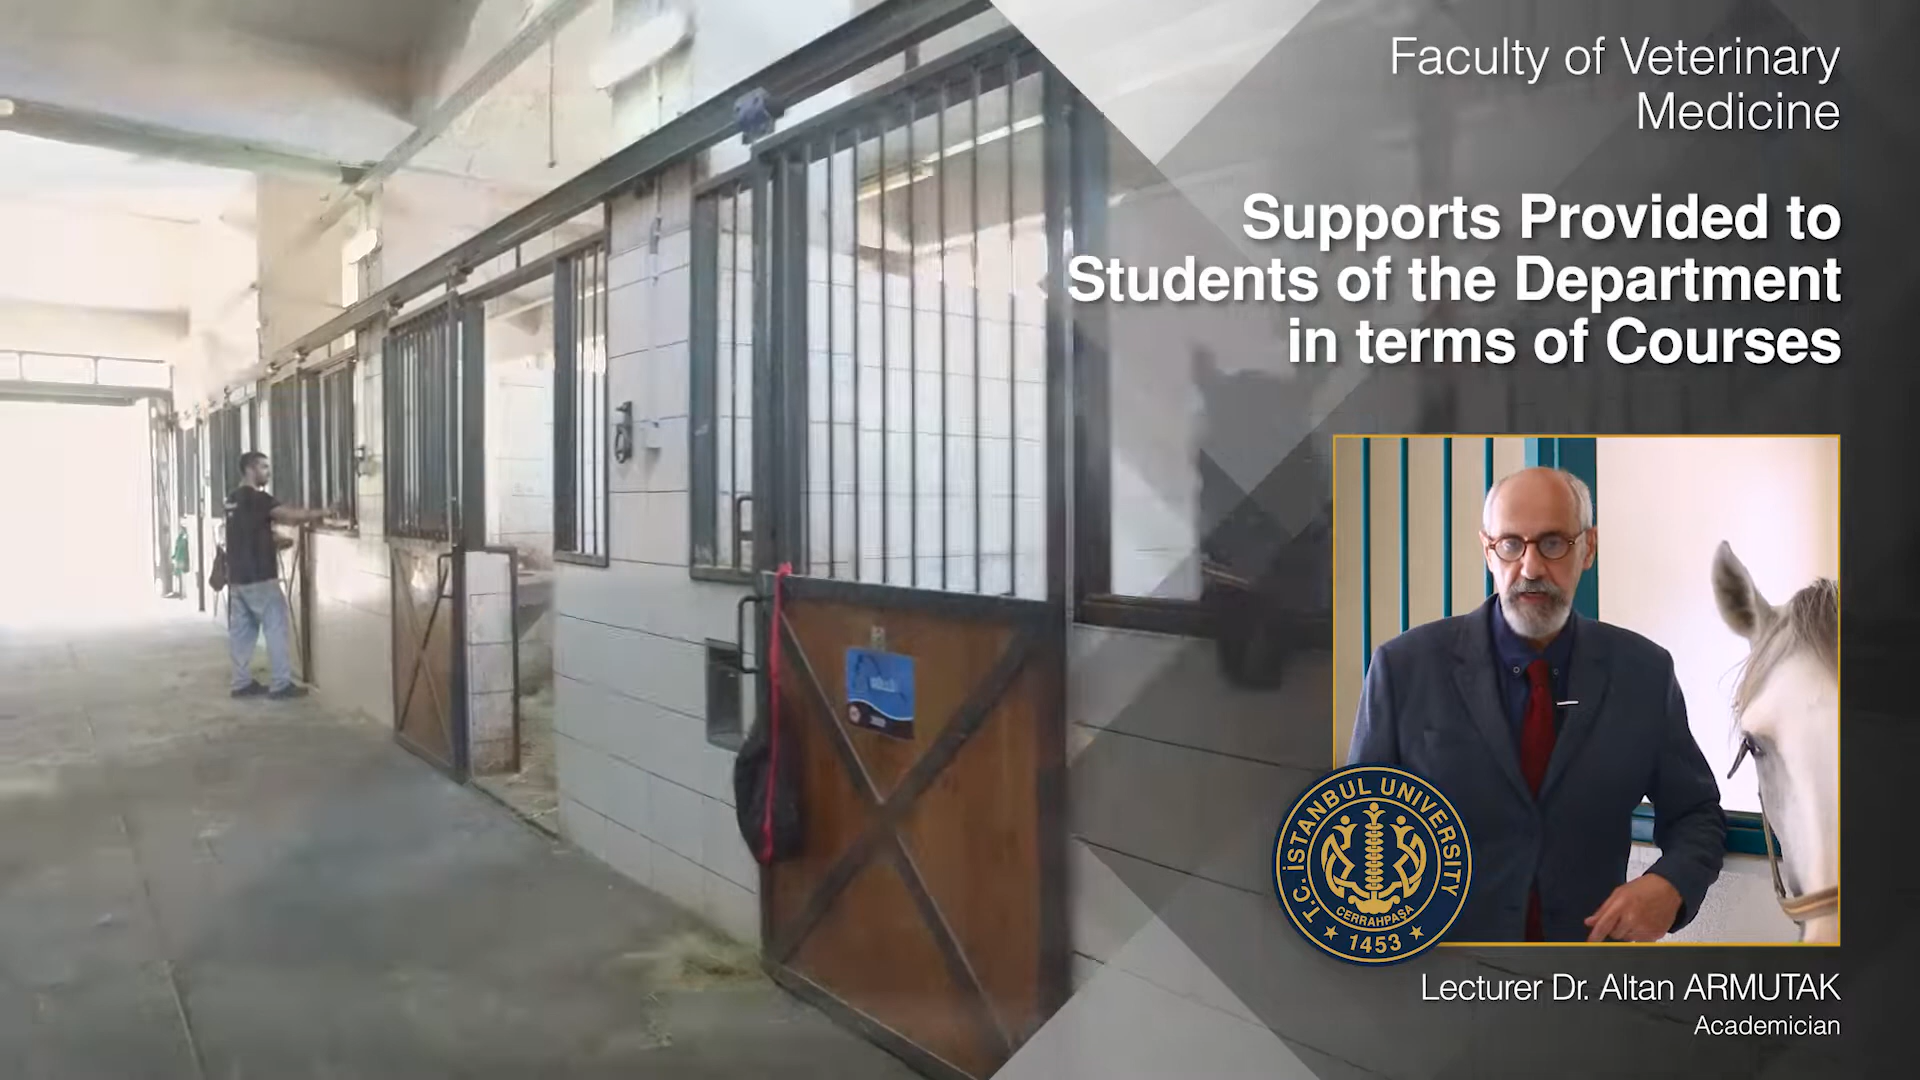 Faculty of Veterinary
Medicine
Supports Provided to
Students of the Department
in terms of Courses
T.C. İSTANBUL UNIVERSITY
CERRAHPAŞA
1453
Lecturer Dr. Altan ARMUTAK
Academician